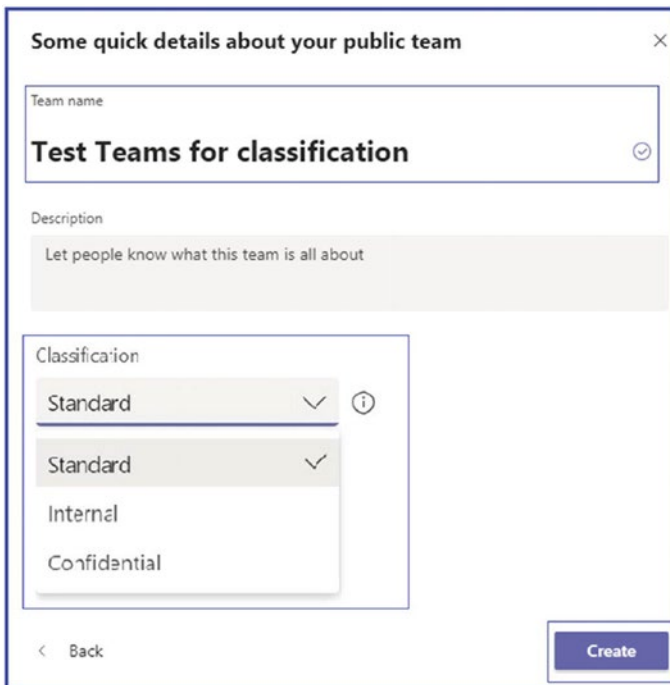 Some quick details about your public team
Team name
Test Teams for classification
Description
Let people know what this team is all about
Classification
Standard
Standard
Internal
Confidential
Back
Create